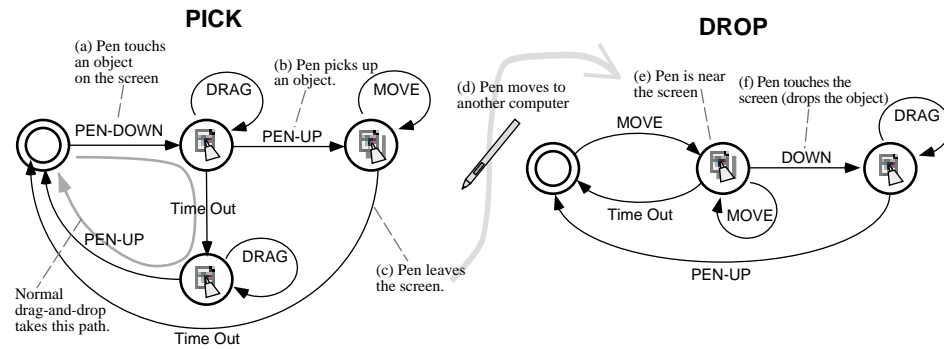 PICK
(a) Pen touchs
an object
on the screen
(b) Pen picks up
an object.
DRAG
MOVE
PEN-DOWN
PEN-UP
Time Out
PEN-UP
DRAG
(c) Pen leaves
the screen.
Normal
drag-and-drop
takes this path.
Time Out
DROP
(d) Pen moves to
another computer
(e) Pen is near
the screen
(f) Pen touches the
screen (drops the object)
DRAG
MOVE
DOWN
Time Out
MOVE
PEN-UP